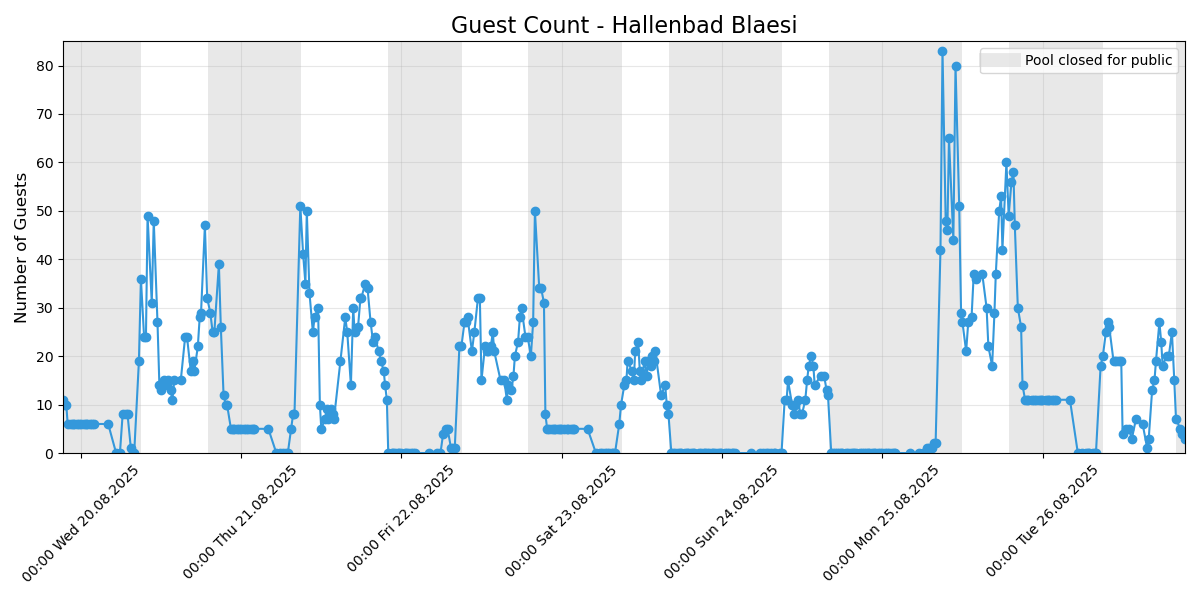 Guest Count - Hallenbad Blaesi
Pool closed for public
Number of Guests
80
70
60
50
40
30
20
10
0
00:00 Wed 20.08.2025
00:00 Thu 21.08.2025
00:00 Fri 22.08.2025
00:00 Sat 23.08.2025
00:00 Sun 24.08.2025
00:00 Mon 25.08.2025
00:00 Tue 26.08.2025